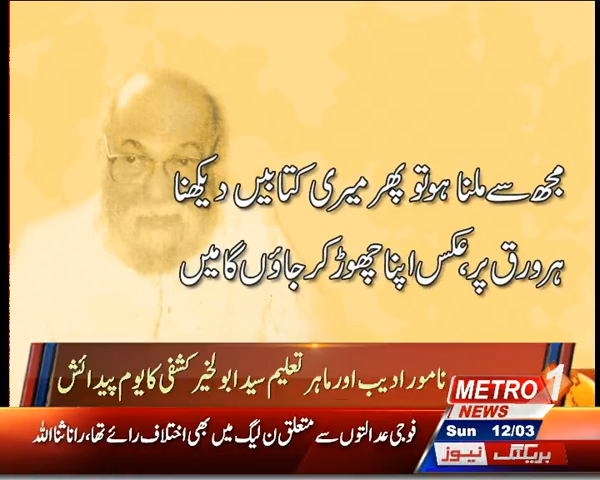 مجھ سے ملنا ہو تو پھر میری کتابیں دیکھنا
ہر ورق پر، عکس اپنا چھوڑ کر جاؤں گا میں
نامور ادیب اور ماہر تعلیم سید ابوالخیر کشفی کا یوم پیدائش
METRO 1
NEWS
Sun 12/03
فوجی عدالتوں سے متعلق ن لیگ میں بھی اختلاف رائے تھا، رانا ثنا اللہ
بریکنگ نیوز